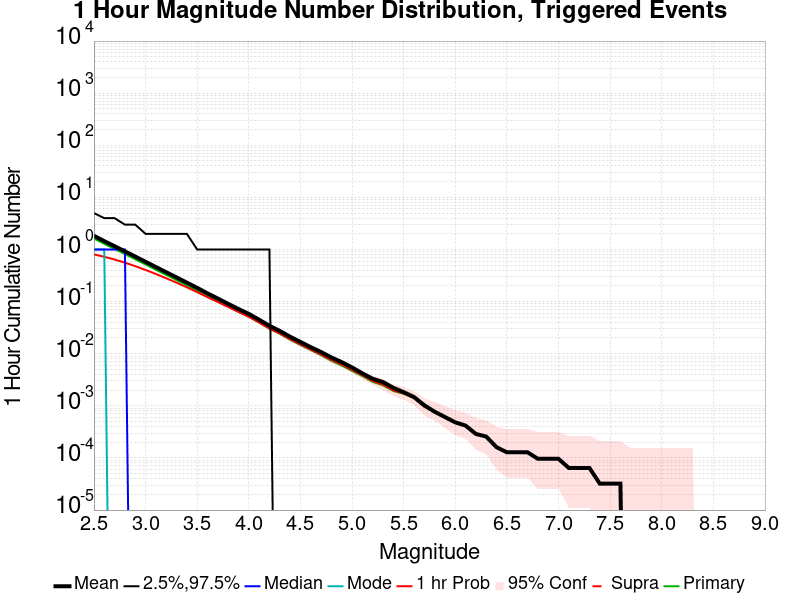 1 Hour Magnitude Number Distribution, Triggered Events
10^4
10^3
10^2
10^1
10^0
10^-1
10^-2
10^-3
10^-4
10^-5
1 Hour Cumulative Number
2.5 3.0 3.5 4.0 4.5 5.0 5.5 6.0 6.5 7.0 7.5 8.0 8.5 9.0
Magnitude
Mean 2.5%,97.5% Median Mode 1 hr Prob 95% Conf Supra Primary